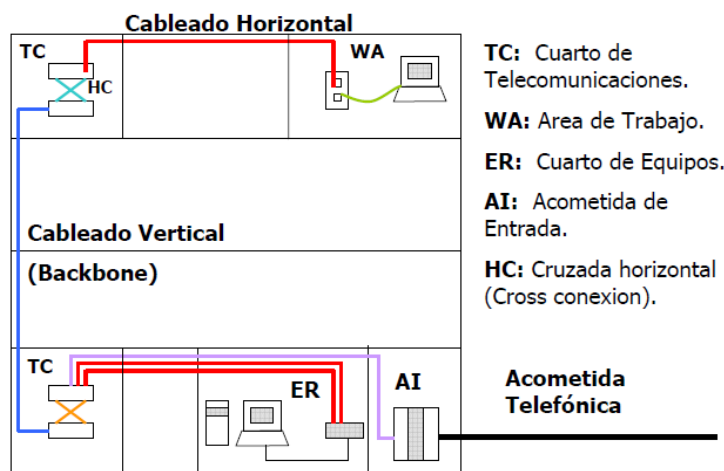 Cableado Horizontal
TC
HC
WA
Cableado Vertical
(Backbone)
TC
ER
AI
Acometida
Telefónica
TC: Cuarto de
Telecomunicaciones.
WA: Area de Trabajo.
ER: Cuarto de Equipos.
AI: Acometida de
Entrada.
HC: Cruzada horizontal
(Cross conexion).